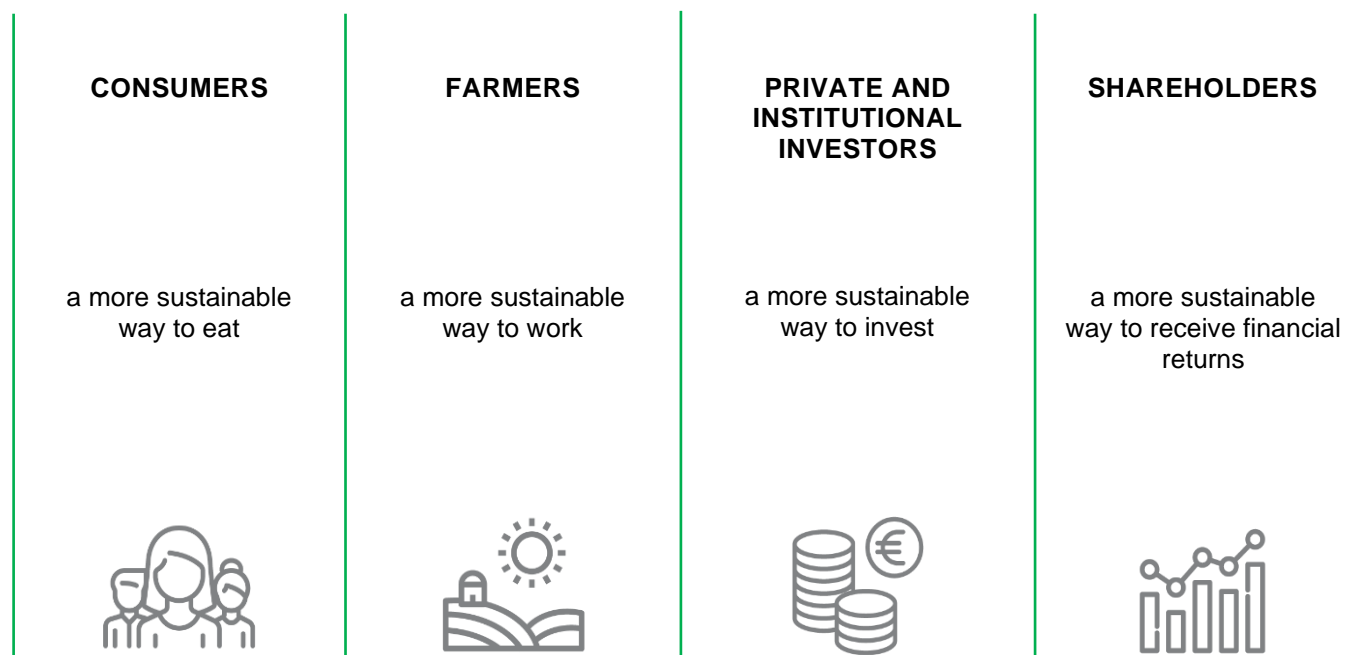 CONSUMERS
a more sustainable
way to eat
FARMERS
a more sustainable
way to work
PRIVATE AND
INSTITUTIONAL
INVESTORS
a more sustainable
way to invest
€
SHAREHOLDERS
a more sustainable
way to receive financial
returns